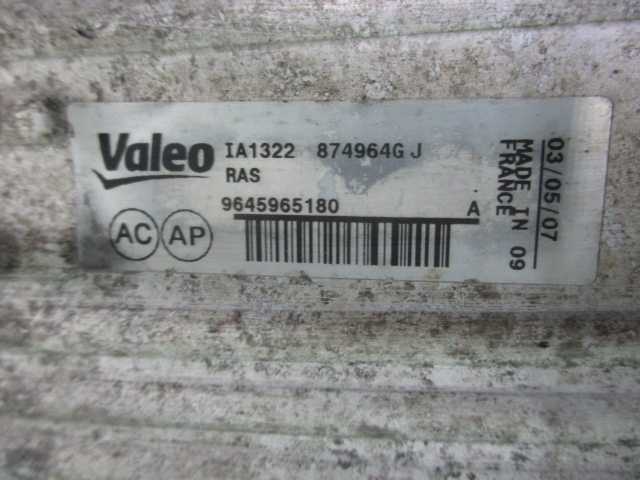 Valeo
IA1322 874964G J
RAS
9645965180 A
AC AP
03/05/07
MADE IN 09
FRANCE